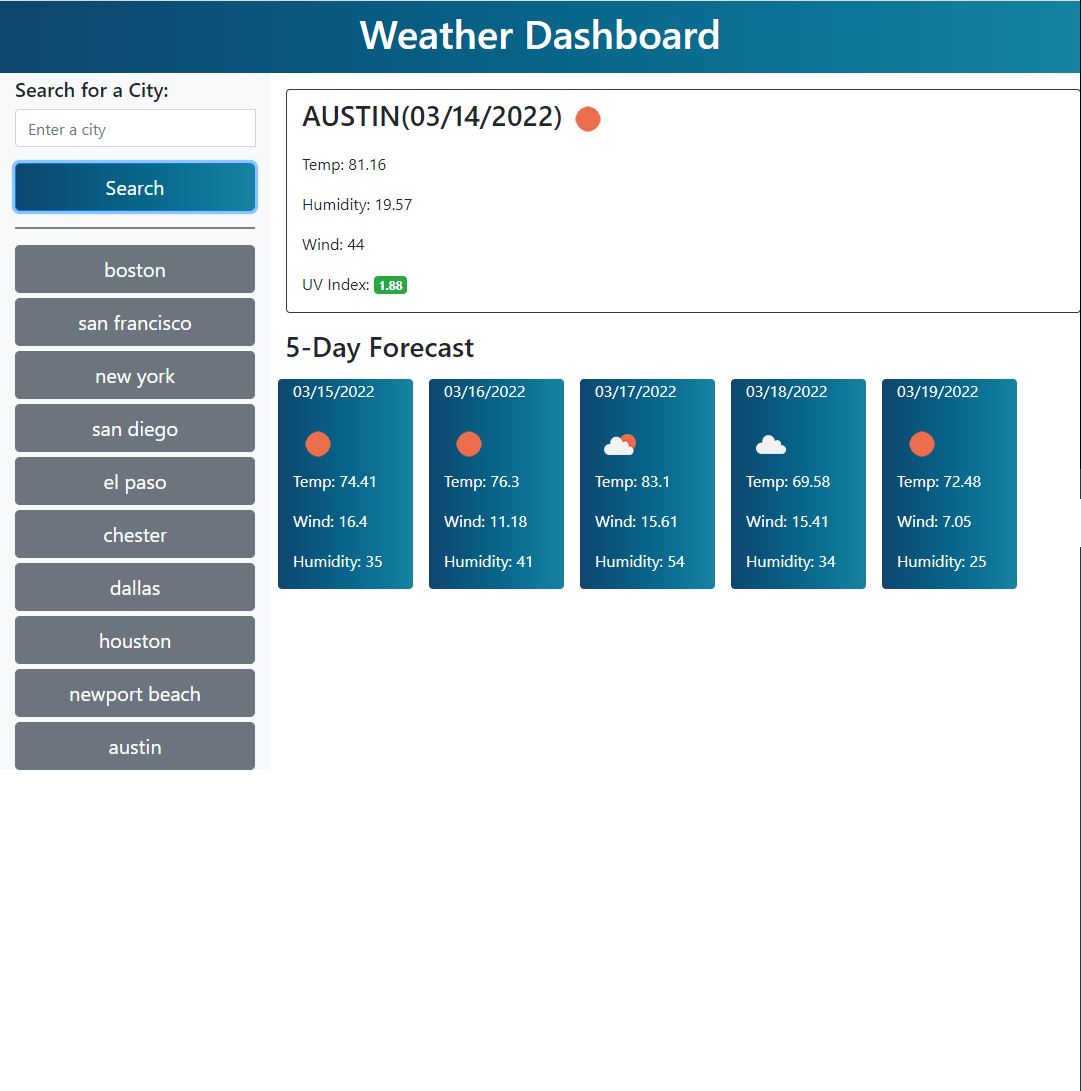 Weather Dashboard
Search for a City:
Enter a city
Search
boston
san francisco
new york
san diego
el paso
chester
dallas
houston
newport beach
austin
AUSTIN(03/14/2022)
Temp: 81.16
Humidity: 19.57
Wind: 44
UV Index: 1.88
5-Day Forecast
03/15/2022
Temp: 74.41
Wind: 16.4
Humidity: 35
03/16/2022
Temp: 76.3
Wind: 11.18
Humidity: 41
03/17/2022
Temp: 83.1
Wind: 15.61
Humidity: 54
03/18/2022
Temp: 69.58
Wind: 15.41
Humidity: 34
03/19/2022
Temp: 72.48
Wind: 7.05
Humidity: 25